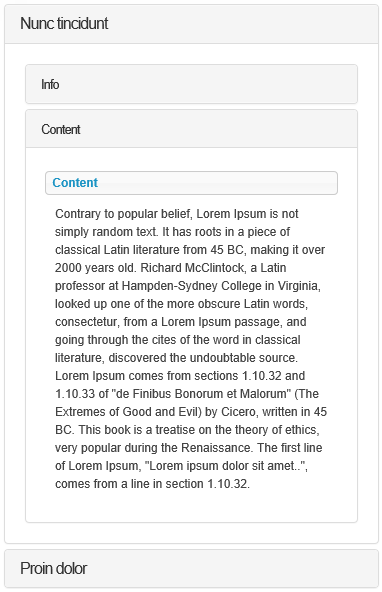 Nunc tincidunt
Info
Content
Content
Contrary to popular belief, Lorem Ipsum is not
simply random text. It has roots in a piece of
classical Latin literature from 45 BC, making it over
2000 years old. Richard McClintock, a Latin
professor at Hampden-Sydney College in Virginia,
looked up one of the more obscure Latin words,
consectetur, from a Lorem Ipsum passage, and
going through the cites of the word in classical
literature, discovered the undoubtable source.
Lorem Ipsum comes from sections 1.10.32 and
1.10.33 of "de Finibus Bonorum et Malorum" (The
Extremes of Good and Evil) by Cicero, written in 45
BC. This book is a treatise on the theory of ethics,
very popular during the Renaissance. The first line
of Lorem Ipsum, "Lorem ipsum dolor sit amet..",
comes from a line in section 1.10.32.
Proin dolor